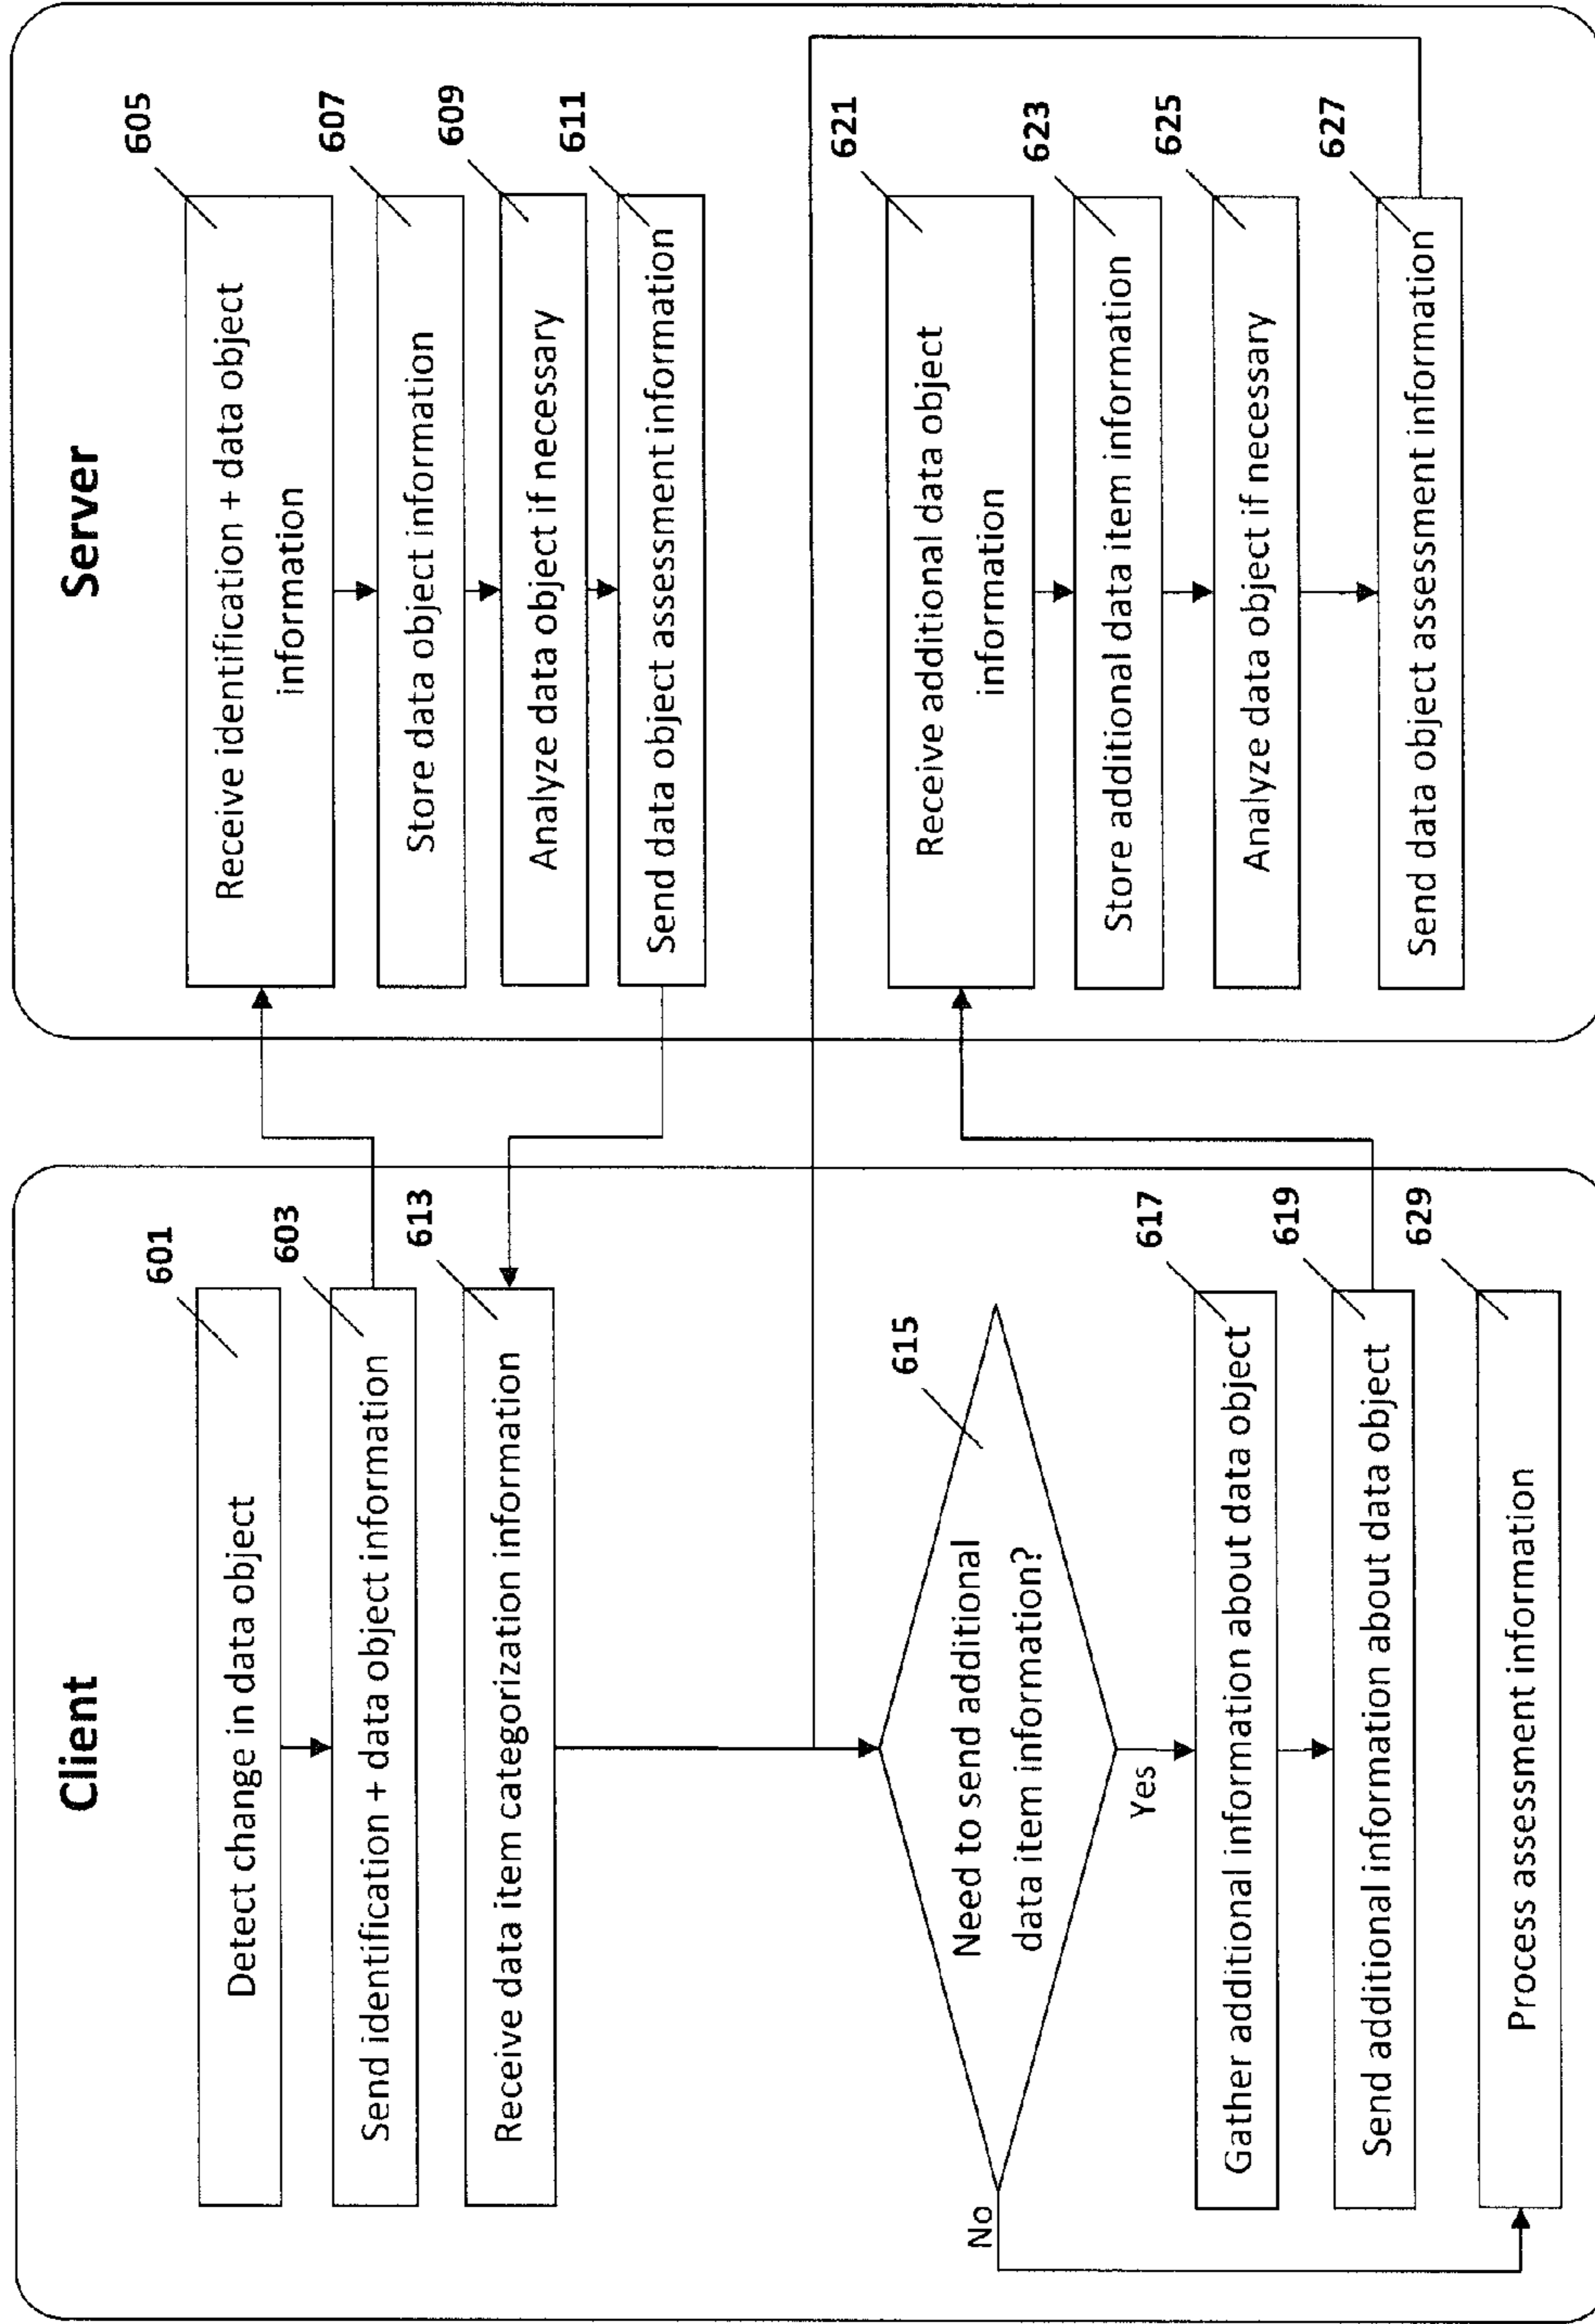 Client
601
Detect change in data object
603
Send identification + data object information
613
Receive data item categorization information
615
Need to send additional
data item information?
No
Yes
617
Gather additional information about data object
619
Send additional information about data object
629
Process assessment information
Server
605
Receive identification + data object
information
607
Store data object information
609
Analyze data object if necessary
611
Send data object assessment information
621
Receive additional data object
information
623
Store additional data item information
625
Analyze data object if necessary
627
Send data object assessment information